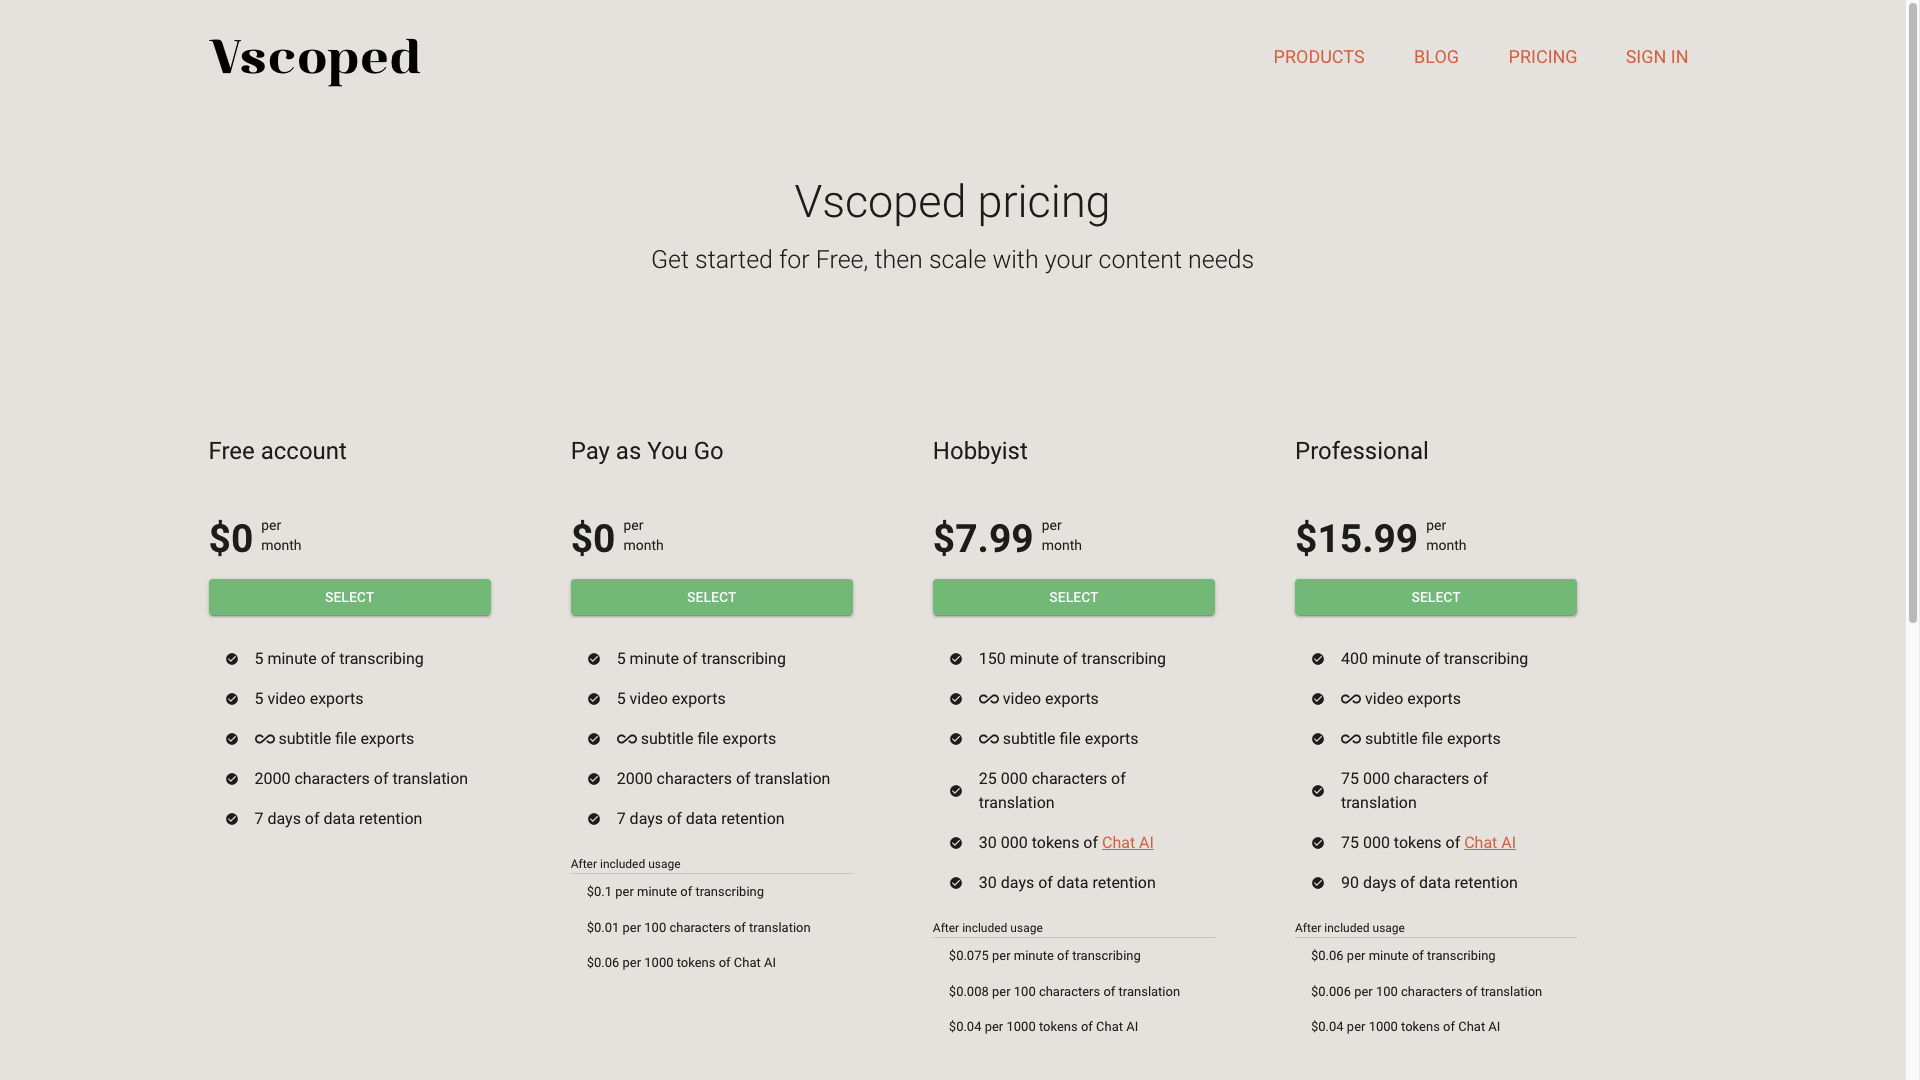 Vscoped
PRODUCTS
BLOG
PRICING
SIGN IN
Vscoped pricing
Get started for Free, then scale with your content needs
Free account
$0 per
month
SELECT
5 minute of transcribing
5 video exports
∞ subtitle file exports
2000 characters of translation
7 days of data retention
Pay as You Go
$0 per
month
SELECT
5 minute of transcribing
5 video exports
∞ subtitle file exports
2000 characters of translation
7 days of data retention
After included usage
$0.1 per minute of transcribing
$0.01 per 100 characters of translation
$0.06 per 1000 tokens of Chat AI
Hobbyist
$7.99 per
month
SELECT
150 minute of transcribing
∞ video exports
∞ subtitle file exports
25 000 characters of
translation
30 000 tokens of Chat AI
30 days of data retention
After included usage
$0.075 per minute of transcribing
$0.008 per 100 characters of translation
$0.04 per 1000 tokens of Chat AI
Professional
$15.99 per
month
SELECT
400 minute of transcribing
∞ video exports
∞ subtitle file exports
75 000 characters of
translation
75 000 tokens of Chat AI
90 days of data retention
After included usage
$0.06 per minute of transcribing
$0.006 per 100 characters of translation
$0.04 per 1000 tokens of Chat AI